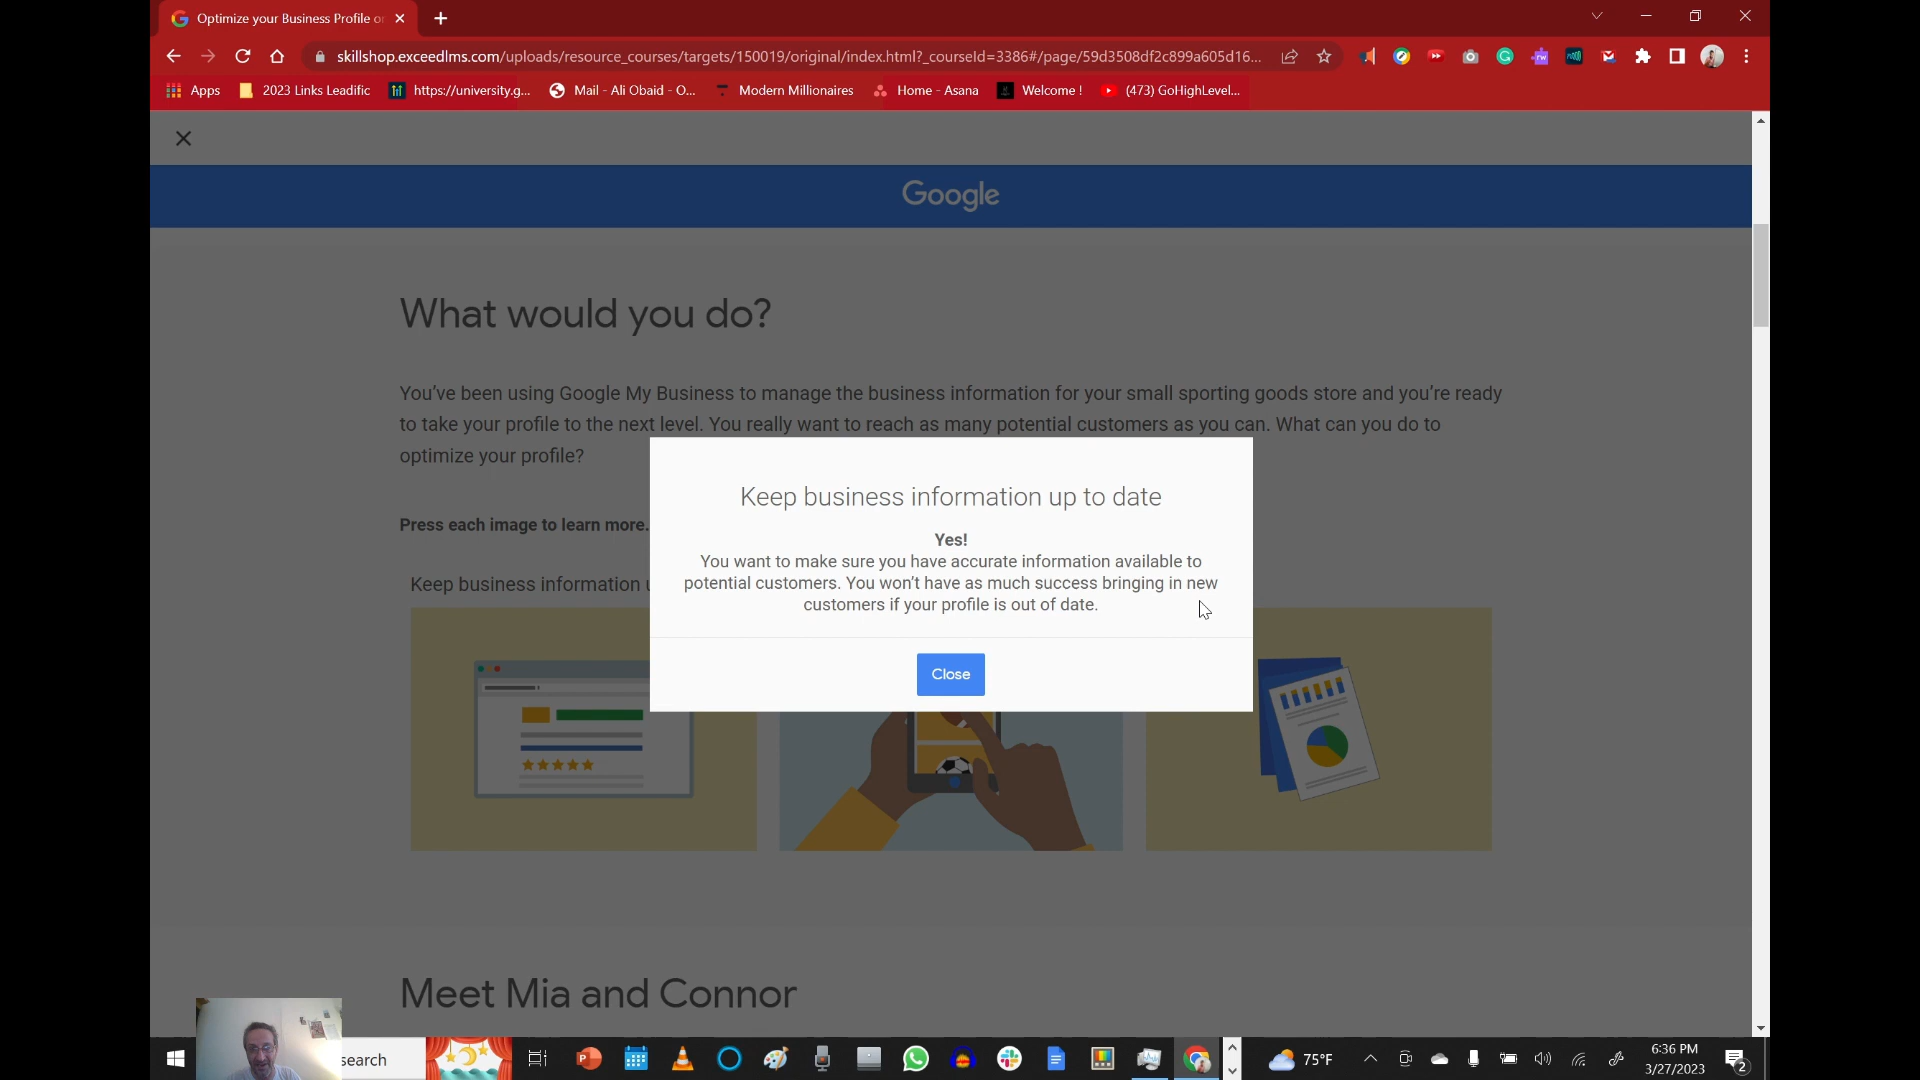 Optimize your Business Profile or
skillshop.exceedlms.com/uploads/resource_courses/targets/150019/original/index.html?_courseId=3386#/page/59d3508df2c899a605d16...
Apps 2023 Links Leadific https://university.g... Mail - Ali Obaid - O... Modern Millionaires Home - Asana Welcome ! (473) GoHighLevel...
Google
What would you do?
You've been using Google My Business to manage the business information for your small sporting goods store and you're ready
to take your profile to the next level. You really want to reach as many potential customers as you can. What can you do to
optimize your profile?
Press each image to learn more.
Keep business information
Keep business information up to date
Yes!
You want to make sure you have accurate information available to
potential customers. You won't have as much success bringing in new
customers if your profile is out of date.
Close
Meet Mia and Connor
search
75°F
6:36 PM
3/27/2023
2